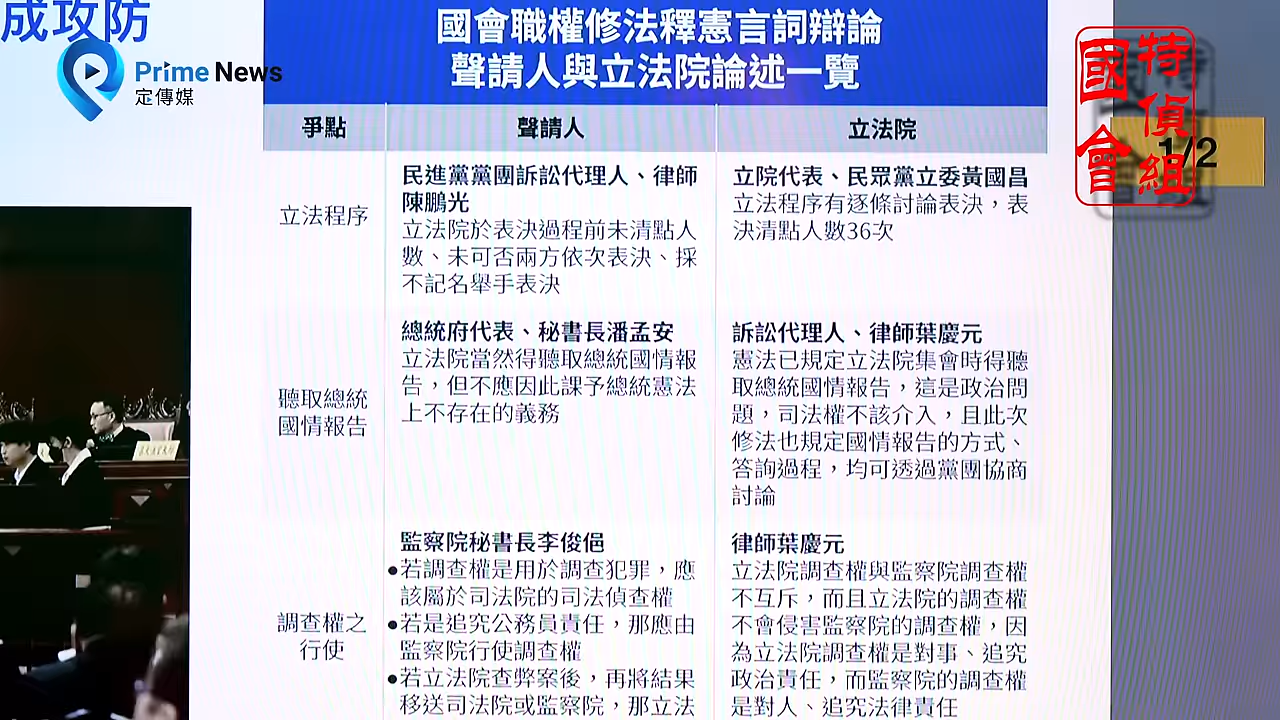 成攻防
Prime News
定傳媒
國會
特偵組
1/2
國會職權修法釋憲言詞辯論
聲請人與立法院論述一覽
爭點
聲請人
立法院
立法程序
民進黨黨團訴訟代理人、律師
陳鵬光
立法院於表決過程前未清點人
數、未可否兩方依次表決、採
不記名舉手表決
立院代表、民眾黨立委黃國昌
立法程序有逐條討論表決，表
決清點人數36次
聽取總統
國情報告
總統府代表、秘書長潘孟安
立法院當然得聽取總統國情報
告，但不應因此課予總統憲法
上不存在的義務
訴訟代理人、律師葉慶元
憲法已規定立法院集會時得聽
取總統國情報告，這是政治問
題，司法權不該介入，且此次
修法也規定國情報告的方式、
答詢過程，均可透過黨團協商
討論
調查權之
行使
監察院秘書長李俊俋
●若調查權是用於調查犯罪，應
該屬於司法院的司法偵查權
●若是追究公務員責任，那應由
監察院行使調查權
●若立法院查弊案後，再將結果
移送司法院或監察院，那立法
律師葉慶元
立法院調查權與監察院調查權
不互斥，而且立法院的調查權
不會侵害監察院的調查權，因
為立法院調查權是對事、追究
政治責任，而監察院的調查權
是對人、追究法律責任